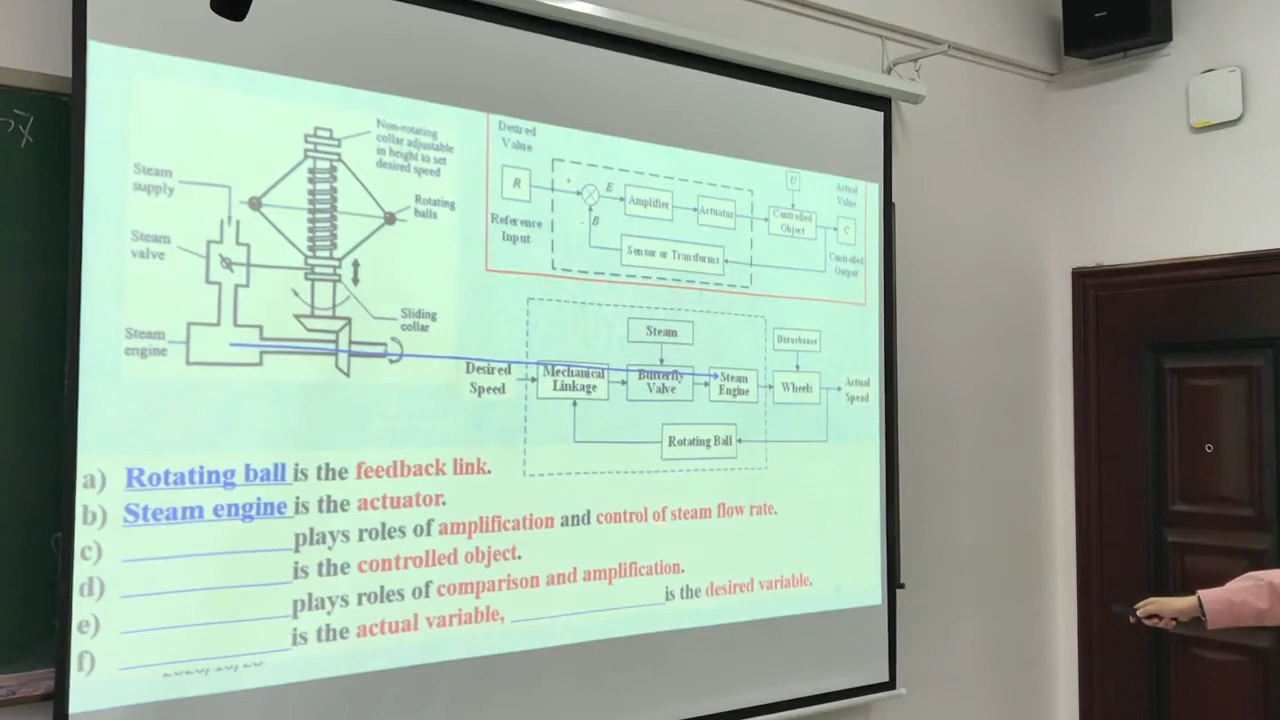 Non-rotating
collar adjustable
in height to set
desired speed
Steam
supply
Rotating
balls
Steam
valve
Sliding
collar
Steam
engine
Desired
Value
R
Reference
Input
+
E
-
B
Amplifier
Actuator
Sensor or Transforms
U
Controlled
Object
Actual
Value
C
Controlled
Output
Steam
Disturbance
Desired
Speed
Mechanical
Linkage
Butterfly
Valve
Steam
Engine
Wheels
Actual
Spead
Rotating Ball
a) Rotating ball is the feedback link.
b) Steam engine is the actuator.
c) plays roles of amplification and control of steam flow rate.
d) is the controlled object.
e) plays roles of comparison and amplification.
f) is the actual variable, is the desired variable.